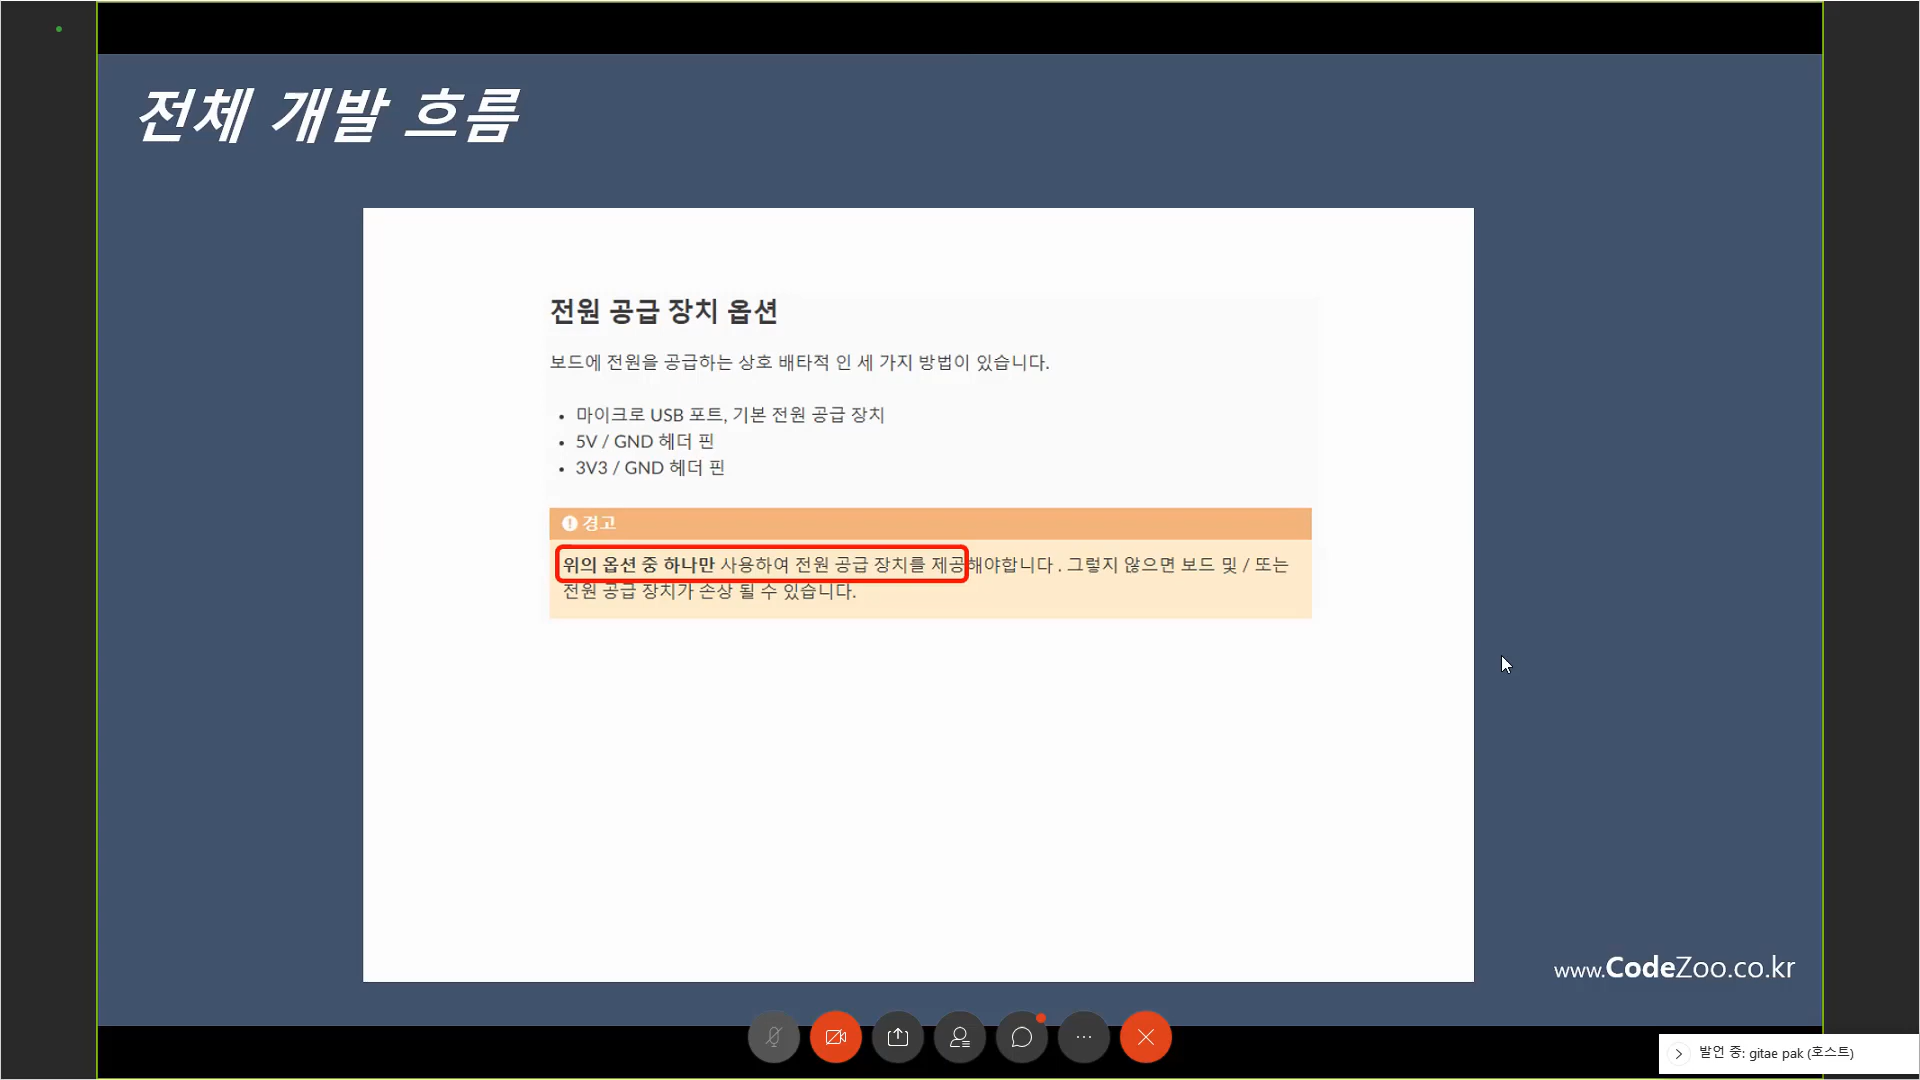 전체 개발 흐름
전원 공급 장치 옵션
보드에 전원을 공급하는 상호 배타적 인 세 가지 방법이 있습니다.
• 마이크로 USB 포트, 기본 전원 공급 장치
• 5V / GND 헤더 핀
• 3V3 / GND 헤더 핀
경고
위의 옵션 중 하나만 사용하여 전원 공급 장치를 제공해야합니다 . 그렇지 않으면 보드 및 / 또는
전원 공급 장치가 손상 될 수 있습니다.
www.CodeZoo.co.kr
발언 중: gitae pak (호스트)